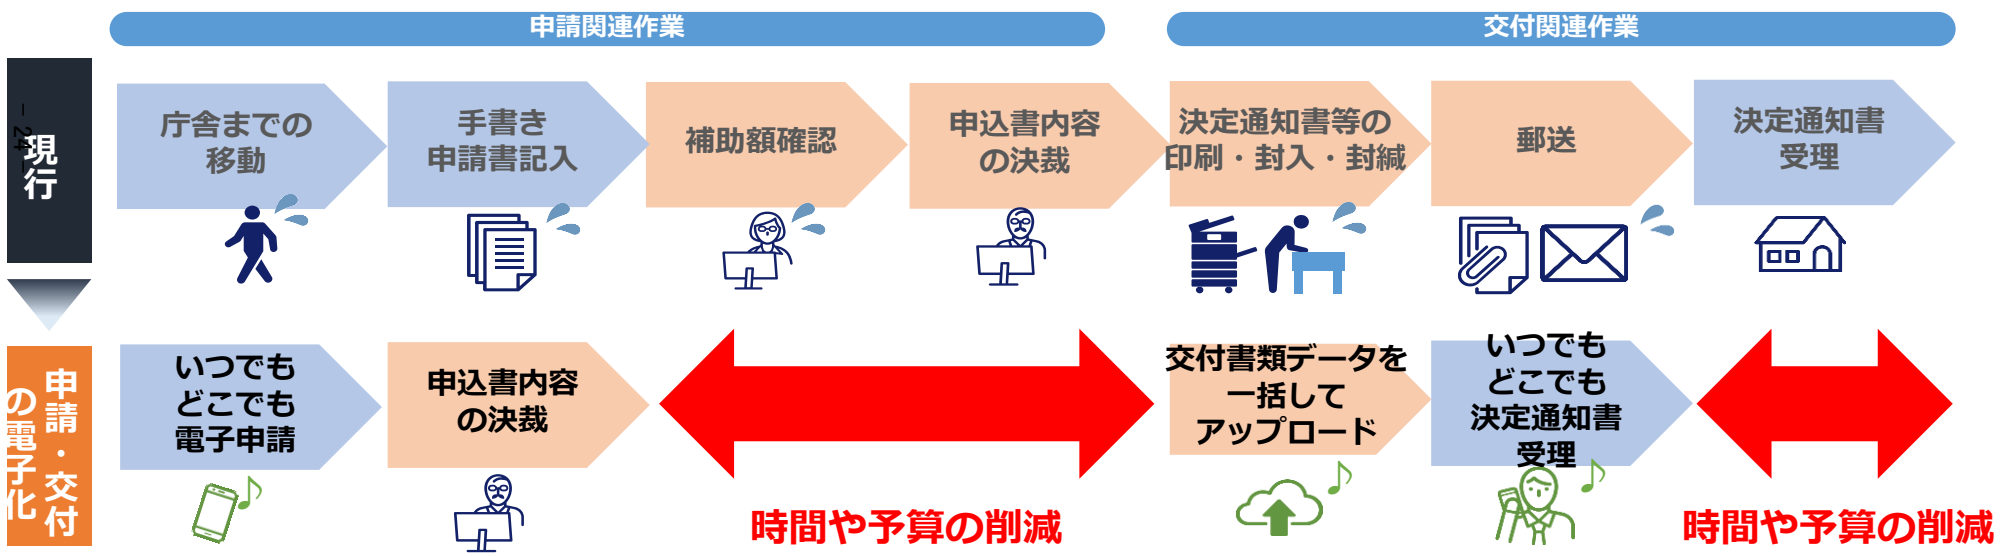 申請関連作業
交付関連作業
現行
－ 24 －
庁舎までの
移動
手書き
申請書記入
補助額確認
申込書内容
の決裁
決定通知書等の
印刷・封入・封緘
郵送
決定通知書
受理
申請・交付
の電子化
いつでも
どこでも
電子申請
申込書内容
の決裁
時間や予算の削減
交付書類データを
一括して
アップロード
いつでも
どこでも
決定通知書
受理
時間や予算の削減